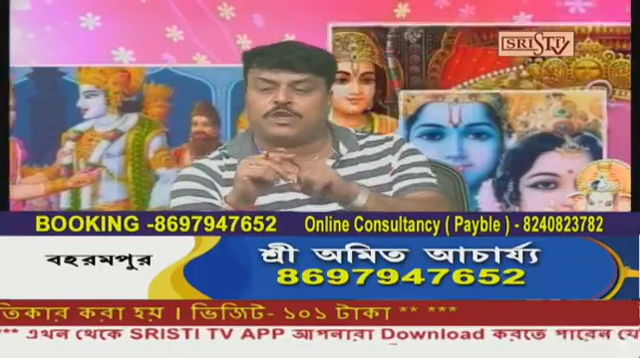 SRISTI TV
BOOKING -8697947652 Online Consultancy ( Payble ) - 8240823782
বহরমপুর
শ্রী অমিত আচার্য্য
8697947652
তিকার করা হয় । ভিজিট- ১০১ টাকা ** ***
*** এখন থেকে SRISTI TV APP আপনারা Download করতে পারেন